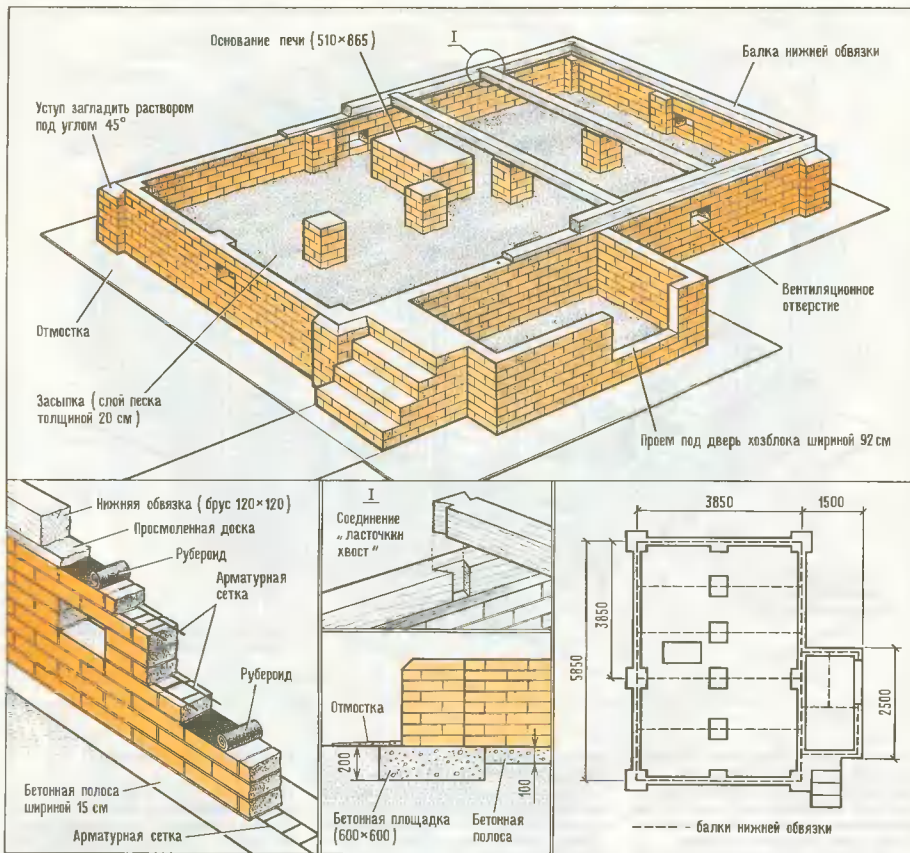 Основание печи (510×865)
I
Балка нижней обвязки
Уступ загладить раствором
под углом 45°
Вентиляционное
отверстие
Отмостка
Засыпка (слой песка
толщиной 20 см)
Проем под дверь хозблока шириной 92 см
Нижняя обвязка (брус 120×120)
Просмоленная доска
Рубероид
Арматурная
сетка
Рубероид
Бетонная полоса
шириной 15 см
Арматурная сетка
I
Соединение
„ласточкин
хвост"
Отмостка
200
100
Бетонная площадка
(600×600)
Бетонная
полоса
3850
1500
3850
5850
2500
- балки нижней обвязки